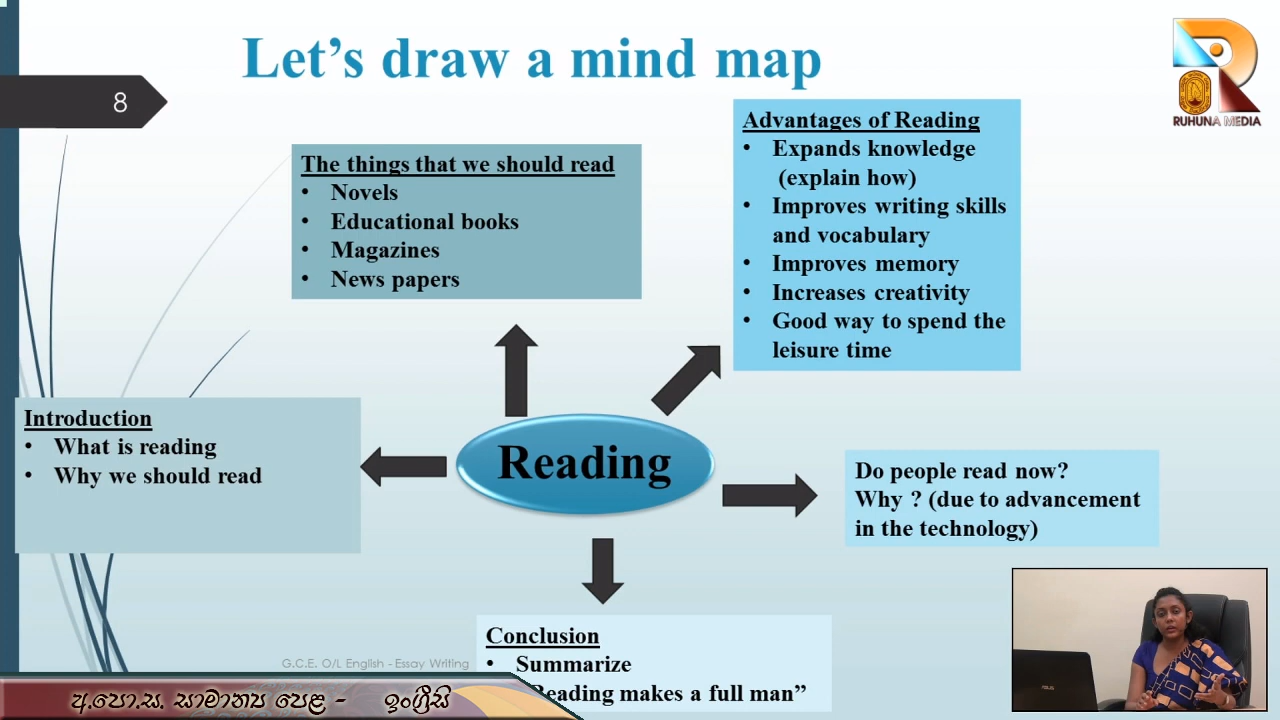 Let's draw a mind map
8
RUHUNA MEDIA
The things that we should read
• Novels
• Educational books
• Magazines
• News papers
Advantages of Reading
• Expands knowledge
(explain how)
• Improves writing skills
and vocabulary
• Improves memory
• Increases creativity
• Good way to spend the
leisure time
Introduction
• What is reading
• Why we should read
Reading
Do people read now?
Why ? (due to advancement
in the technology)
Conclusion
• Summarize
Reading makes a full man”
G.C.E. O/L English - Essay Writing
අ.පො.ස. සාමාන්‍ය පෙළ - ඉංග්‍රීසි